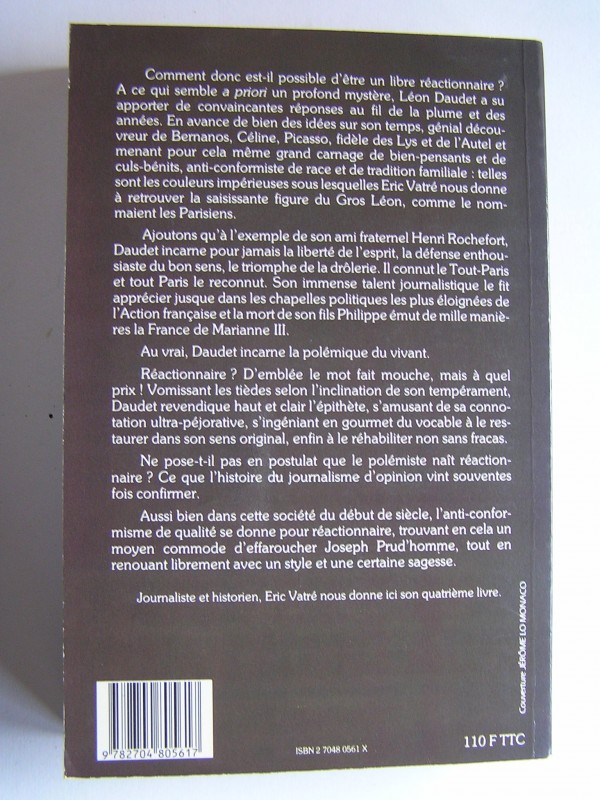 Comment donc est-il possible d'être un libre réactionnaire ?
A ce qui semble a priori un profond mystère, Léon Daudet a su
apporter de convaincantes réponses au fil de la plume et des
années. En avance de bien des idées sur son temps, génial décou-
vreur de Bernanos, Céline, Picasso, fidèle des Lys et de l'Autel et
menant pour cela même grand carnage de bien-pensants et de
culs-bénits, anti-conformiste de race et de tradition familiale : telles
sont les couleurs impérieuses sous lesquelles Eric Vatré nous donne
à retrouver la saisissante figure du Gros Léon, comme le nom-
maient les Parisiens.
Ajoutons qu'à l'exemple de son ami fraternel Henri Rochefort,
Daudet incarne pour jamais la liberté de l'esprit, la défense enthou-
siaste du bon sens, le triomphe de la drôlerie. Il connut le Tout-Paris
et tout Paris le reconnut. Son immense talent journalistique le fit
apprécier jusque dans les chapelles politiques les plus éloignées de
l'Action française et la mort de son fils Philippe émut de mille maniè-
res la France de Marianne III.
Au vrai, Daudet incarne la polémique du vivant.
Réactionnaire ? D'emblée le mot fait mouche, mais à quel
prix ! Vomissant les tièdes selon l'inclination de son tempérament,
Daudet revendique haut et clair l'épithète, s'amusant de sa conno-
tation ultra-péjorative, s'ingéniant en gourmet du vocable à le res-
taurer dans son sens original, enfin à le réhabiliter non sans fracas.
Ne pose-t-il pas en postulat que le polémiste naît réaction-
naire ? Ce que l'histoire du journalisme d'opinion vint souventes
fois confirmer.
Aussi bien dans cette société du début de siècle, l'anti-confor-
misme de qualité se donne pour réactionnaire, trouvant en cela un
moyen commode d'effaroucher Joseph Prud'homme, tout en
renouant librement avec un style et une certaine sagesse.
Journaliste et historien, Eric Vatré nous donne ici son quatrième livre.
Couverture JÉRÔME LO MONACO
9 782704 805617
ISBN 2 7048 0561 X
110 F TTC